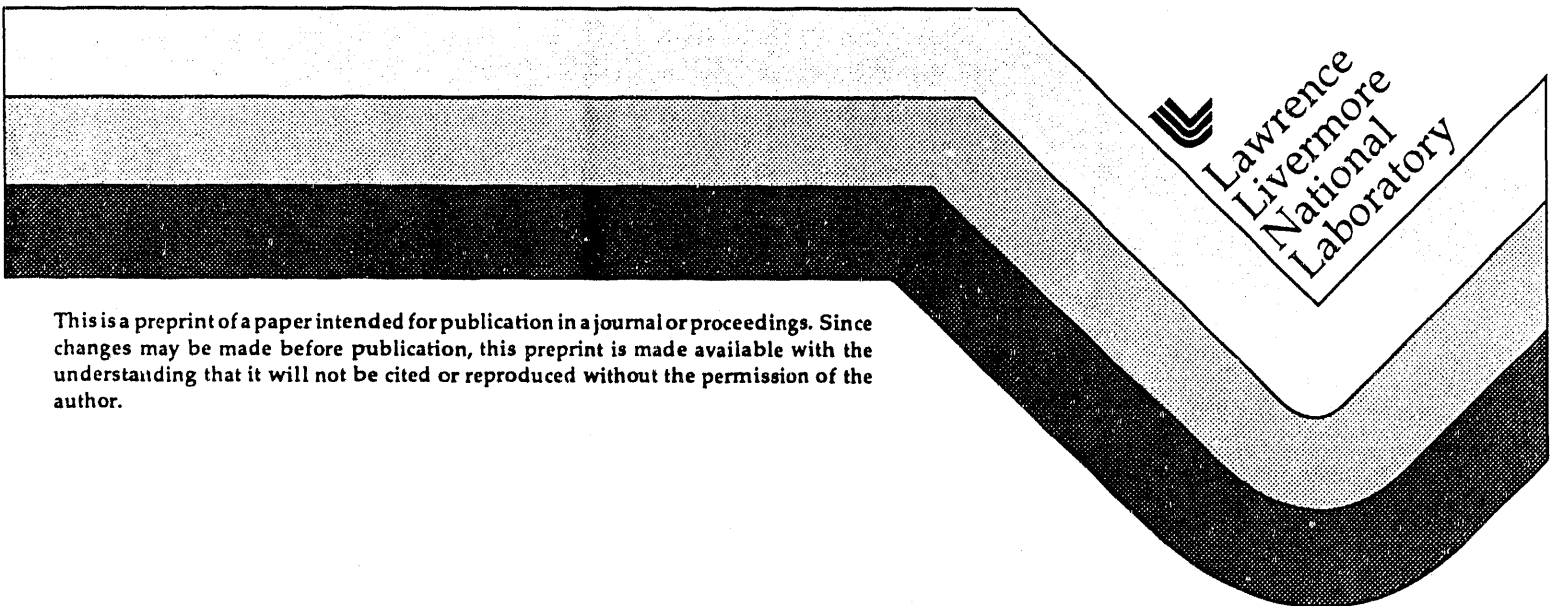 Lawrence
Livermore
National
Laboratory
This is a preprint of a paper intended for publication in a journal or proceedings. Since
changes may be made before publication, this preprint is made available with the
understanding that it will not be cited or reproduced without the permission of the
author.